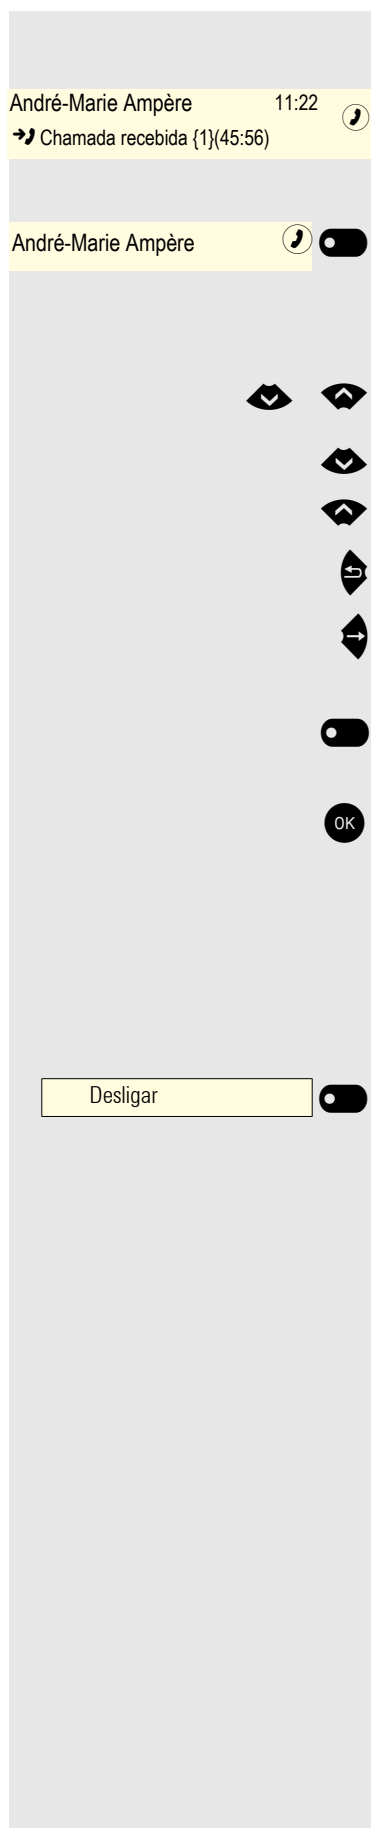 André-Marie Ampère 11:22
Chamada recebida {1}(45:56)
André-Marie Ampère
OK
Desligar